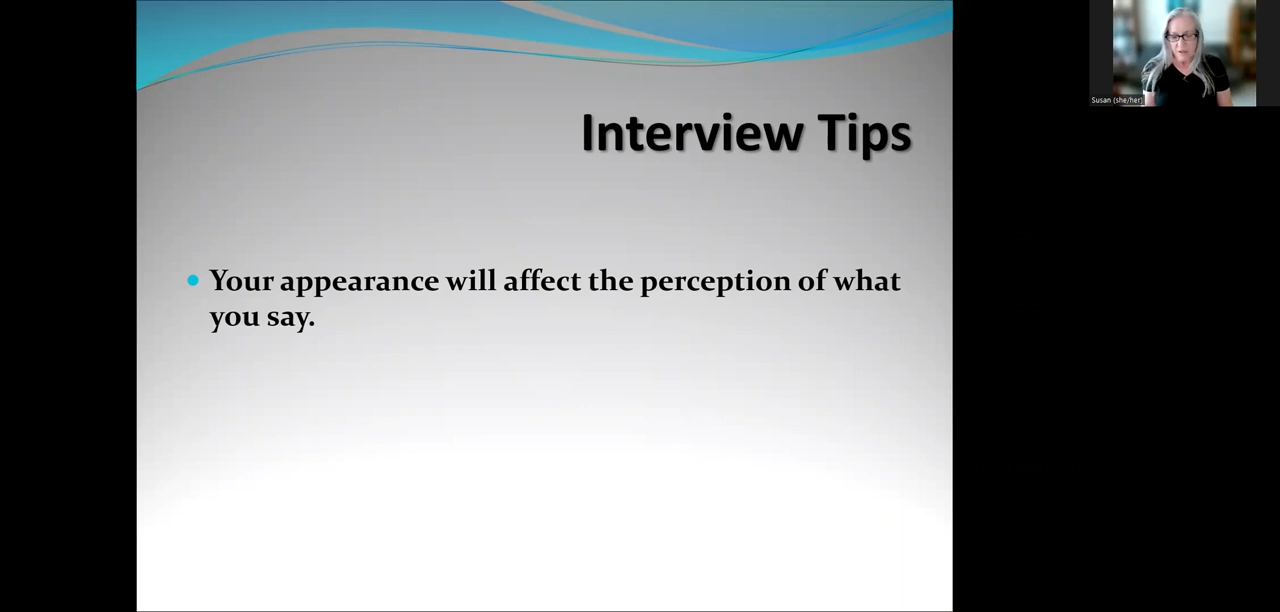 Susan (she/her)
Interview Tips
Your appearance will affect the perception of what
you say.